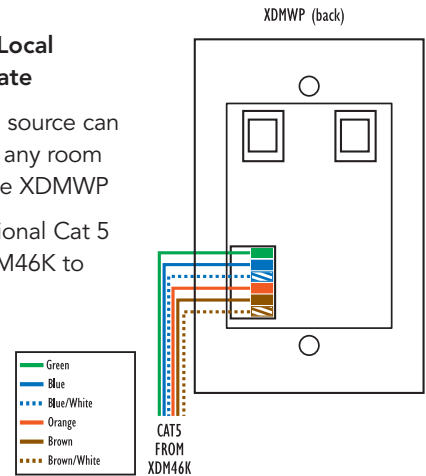 XDMWP (back)
Local
ate
source can
any room
e XDMWP
ional Cat 5
M46K to
Green
Blue
Blue/White
Orange
Brown
Brown/White
CAT5
FROM
XDM46K